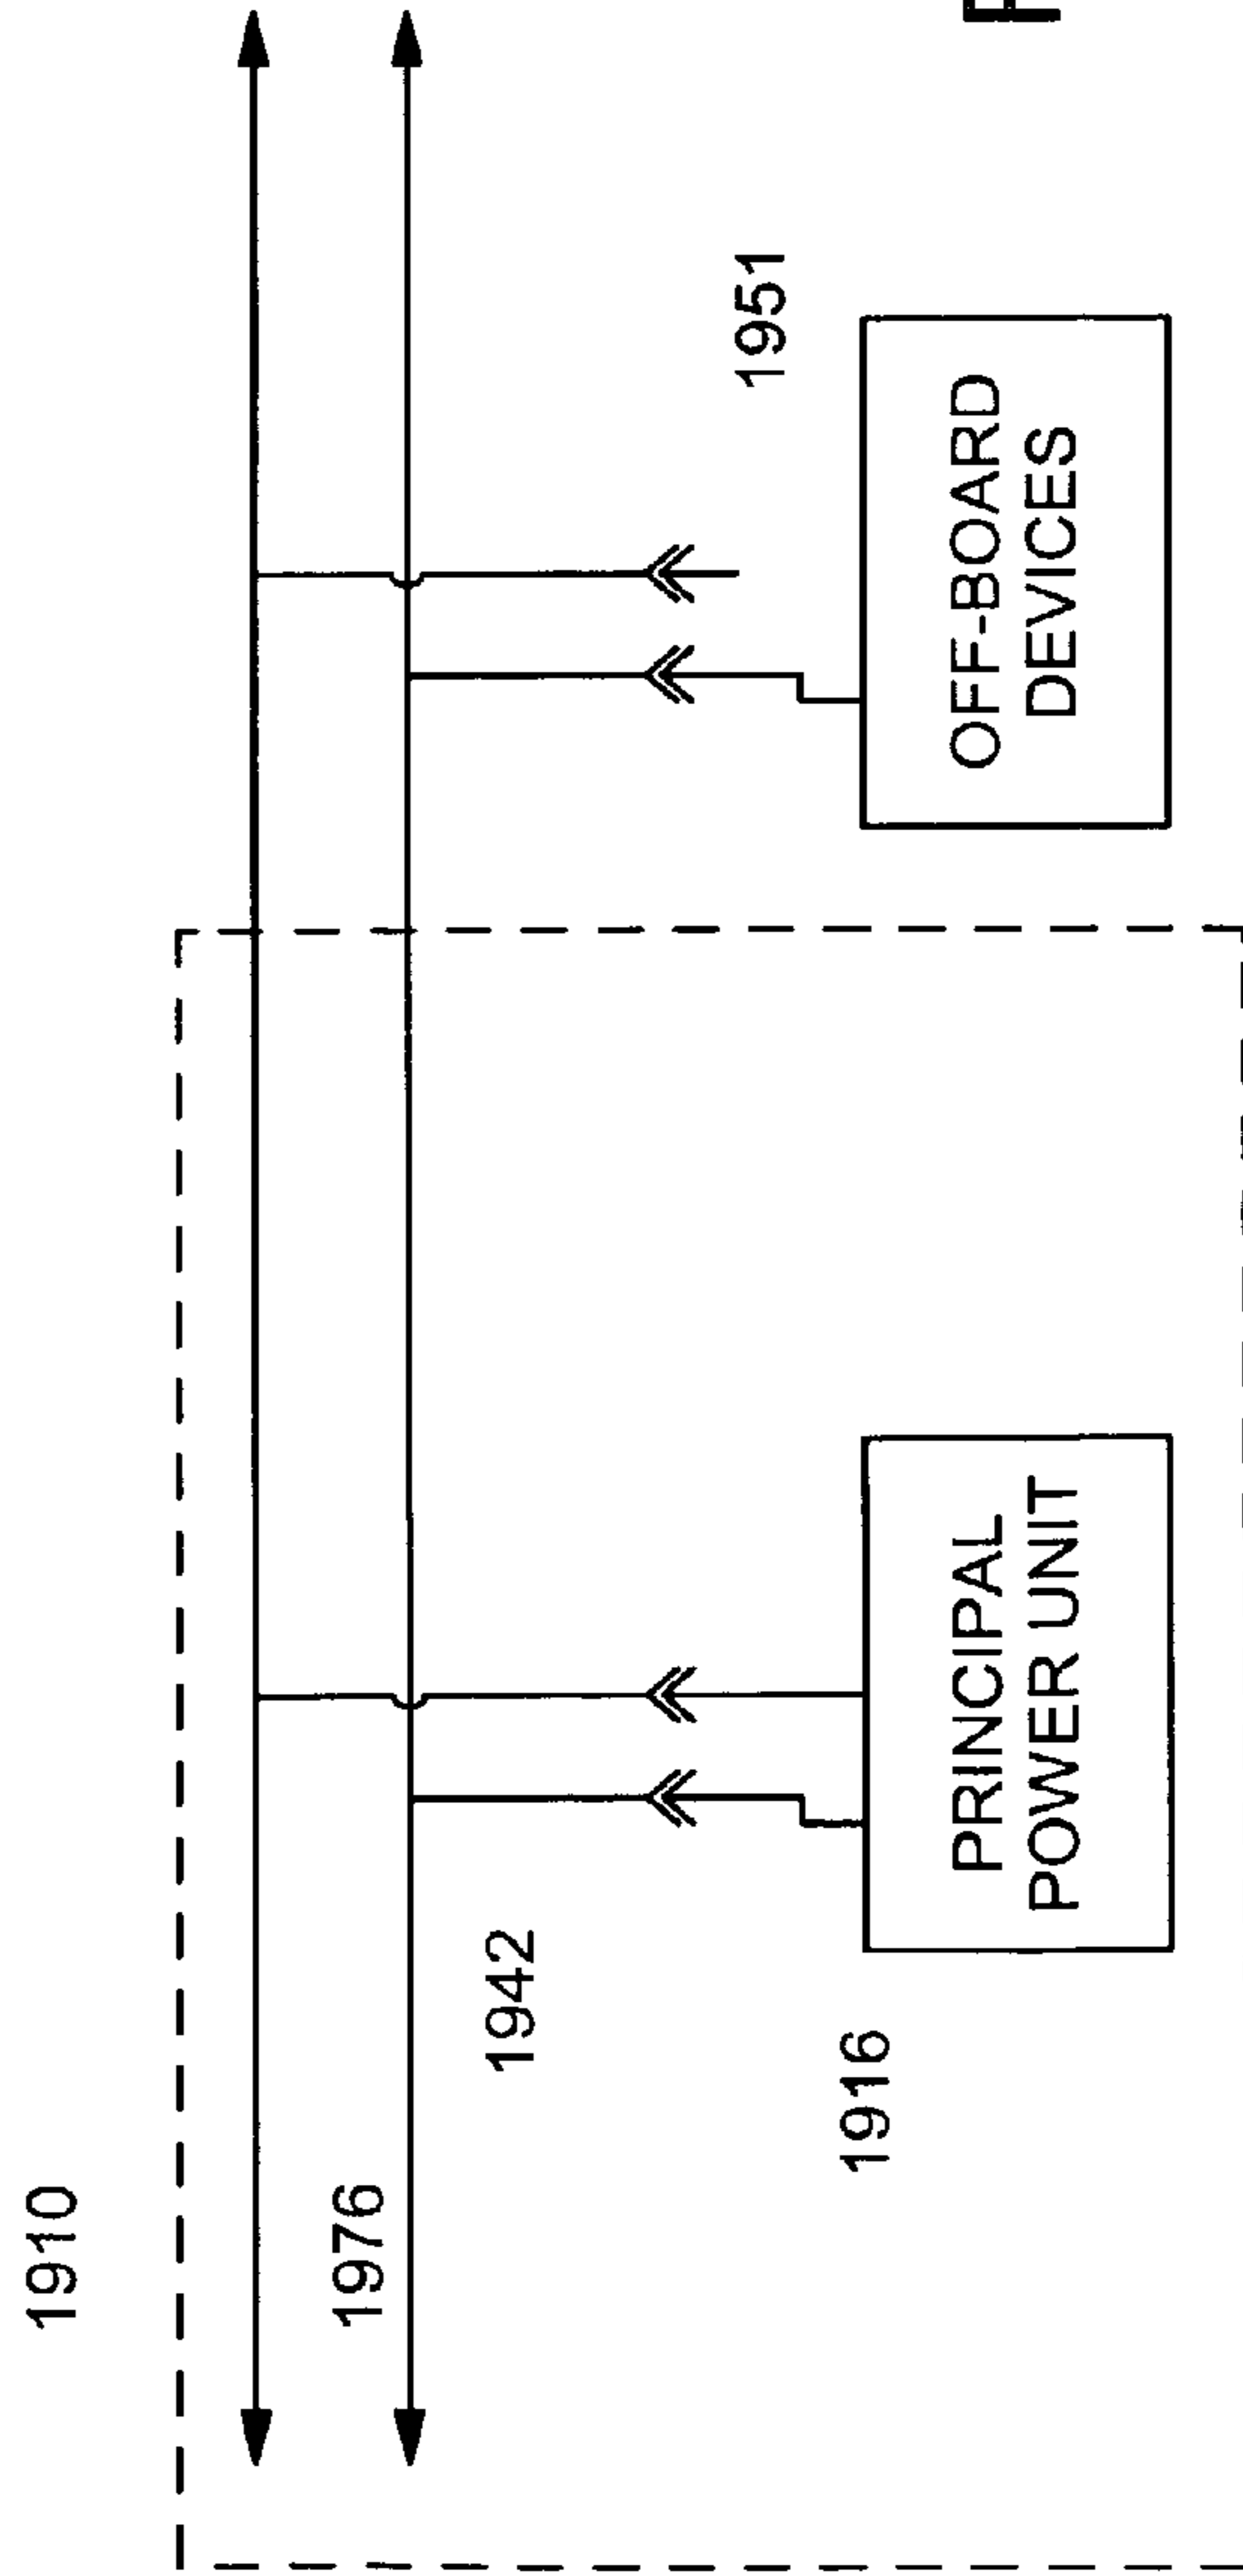 1910
1976
1942
1916
PRINCIPAL
POWER UNIT
1951
OFF-BOARD
DEVICES